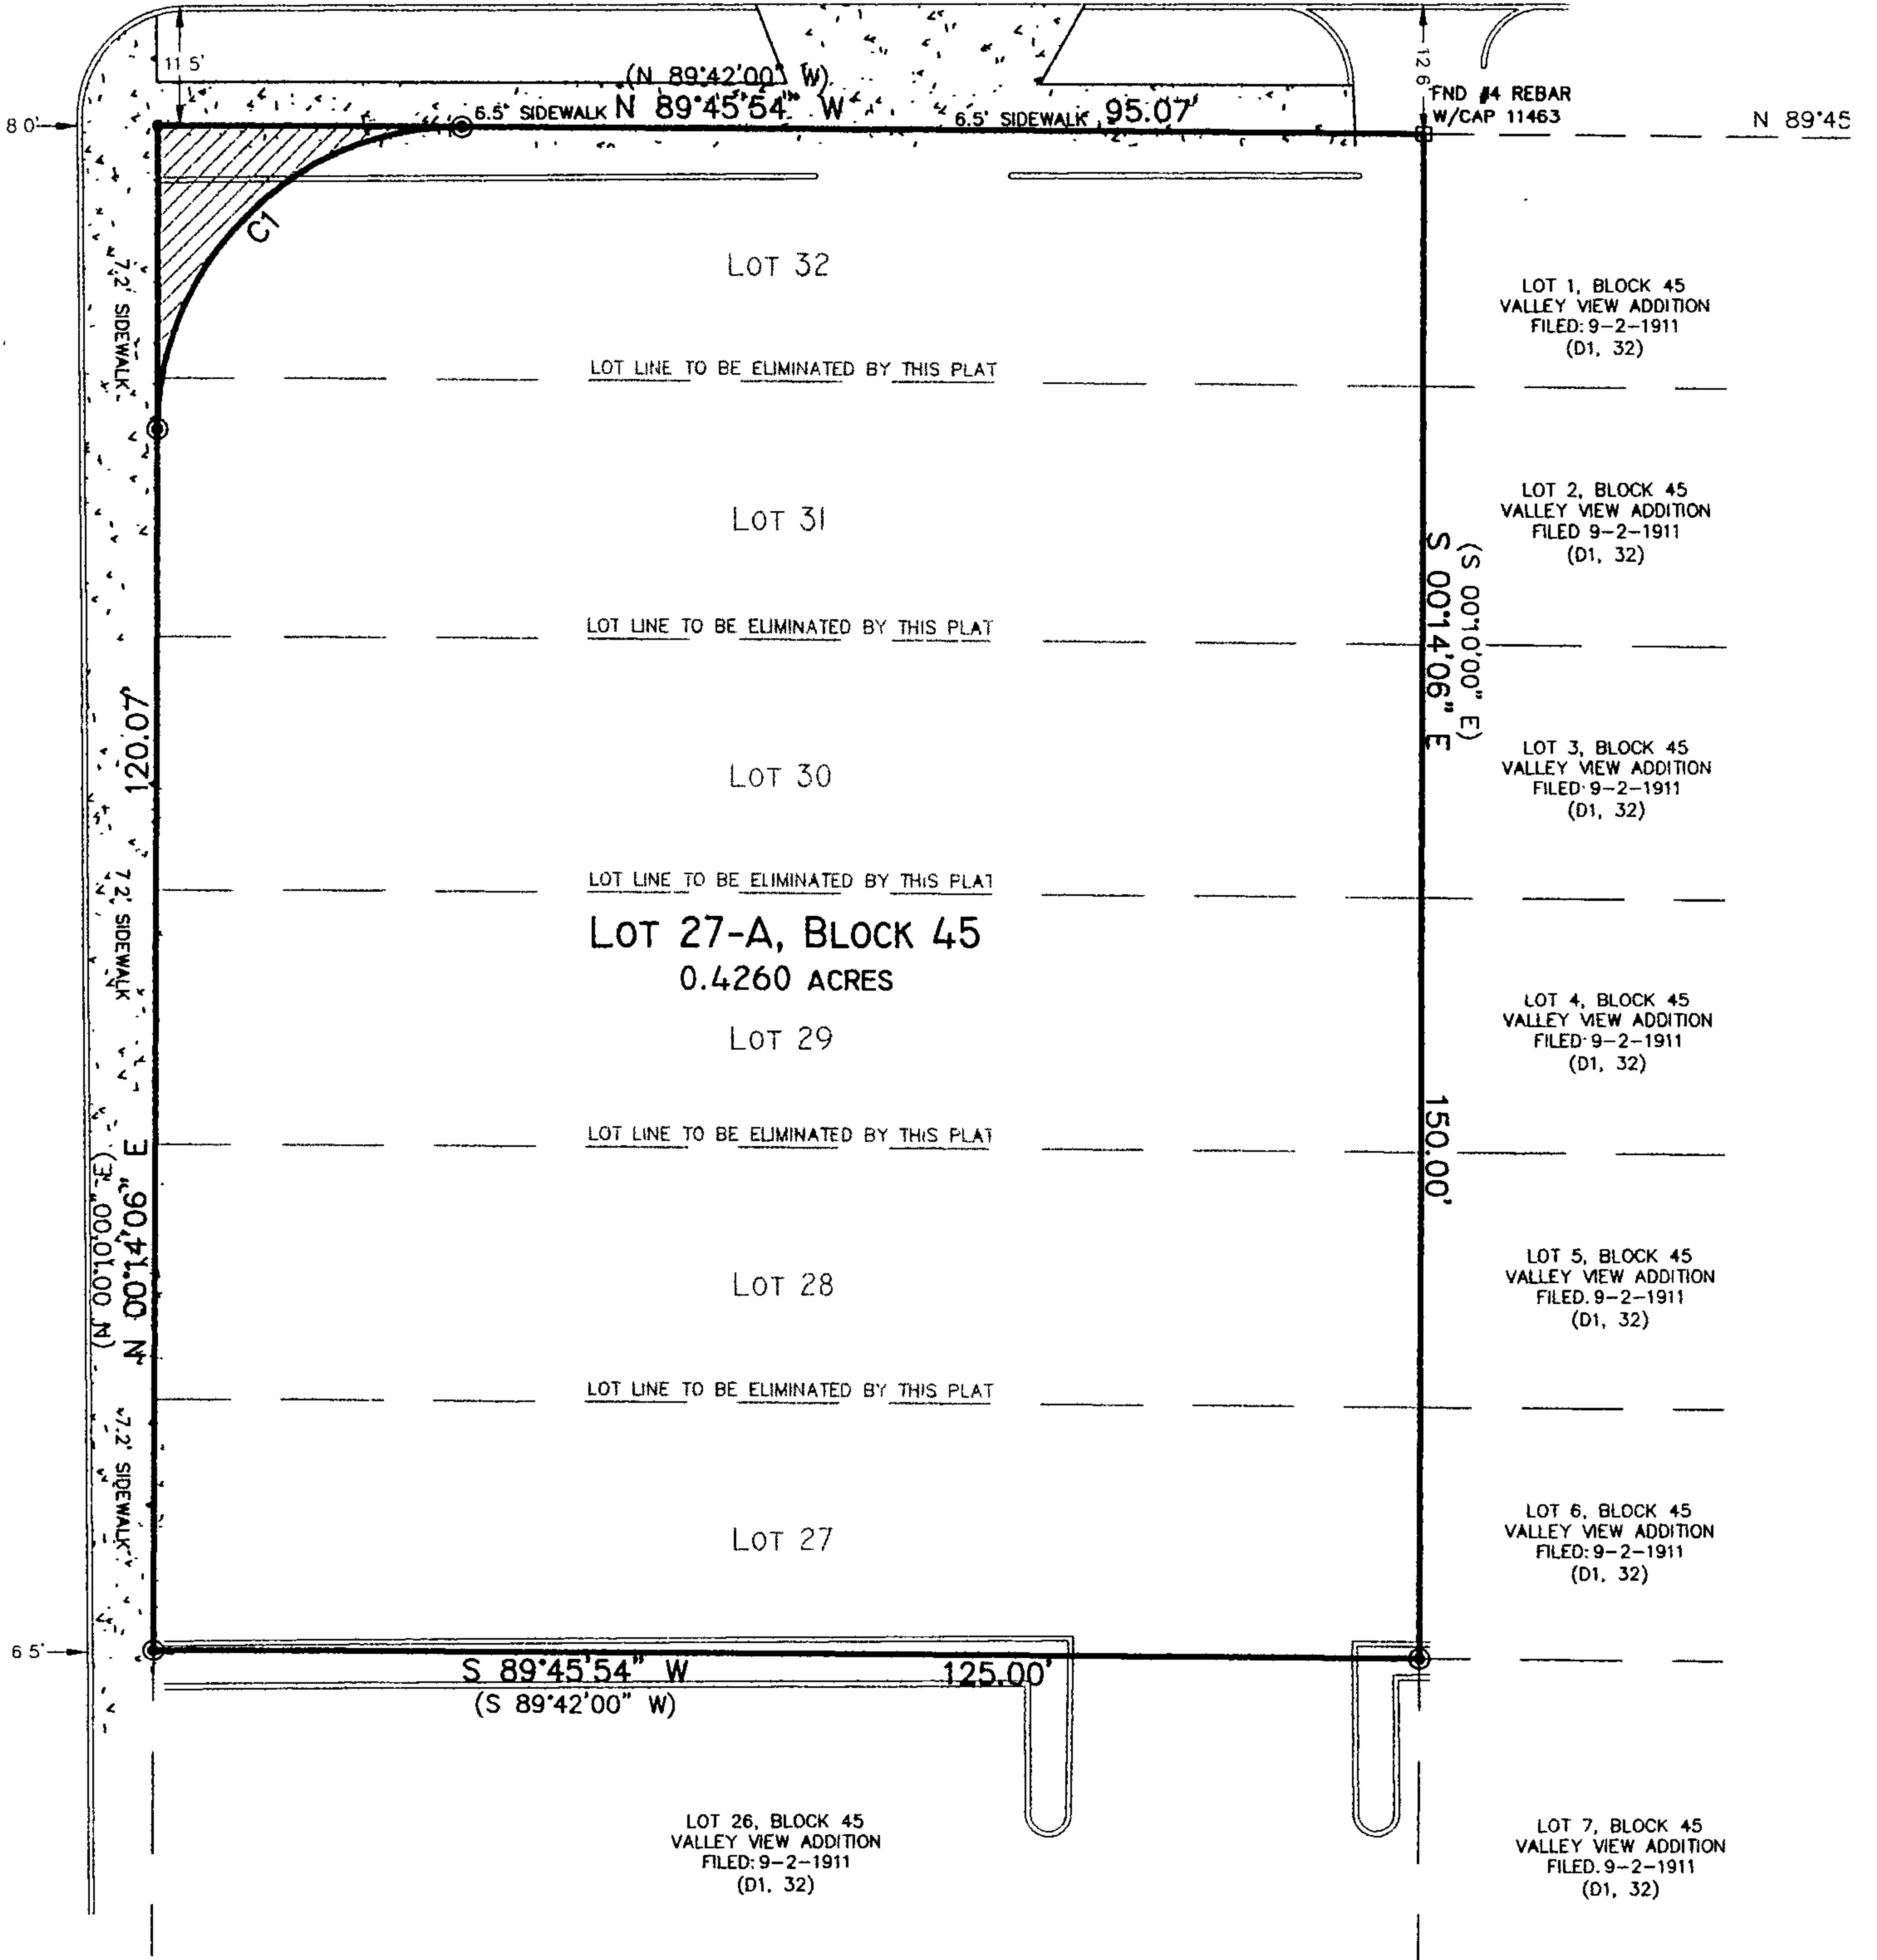 11 5'
(N 89°42'00" W)
N 89°45'54" W
95.07'
6.5' SIDEWALK
6.5' SIDEWALK
12 6'
FND #4 REBAR
W/CAP 11463
N 89°45
8 0'
C1
7.2' SIDEWALK
LOT 32
LOT 1, BLOCK 45
VALLEY VIEW ADDITION
FILED: 9-2-1911
(D1, 32)
LOT LINE TO BE ELIMINATED BY THIS PLAT
LOT 31
LOT 2, BLOCK 45
VALLEY VIEW ADDITION
FILED 9-2-1911
(D1, 32)
(S 00°10'00" E)
S 00°14'06" E
150.00'
LOT LINE TO BE ELIMINATED BY THIS PLAT
120.07'
LOT 30
LOT 3, BLOCK 45
VALLEY VIEW ADDITION
FILED 9-2-1911
(D1, 32)
LOT LINE TO BE ELIMINATED BY THIS PLAT
LOT 27-A, BLOCK 45
0.4260 ACRES
7.2' SIDEWALK
LOT 29
LOT 4, BLOCK 45
VALLEY VIEW ADDITION
FILED 9-2-1911
(D1, 32)
LOT LINE TO BE ELIMINATED BY THIS PLAT
N 00°14'06" E
(N 00°10'00" E)
LOT 28
LOT 5, BLOCK 45
VALLEY VIEW ADDITION
FILED. 9-2-1911
(D1, 32)
LOT LINE TO BE ELIMINATED BY THIS PLAT
7.2' SIDEWALK
LOT 27
LOT 6, BLOCK 45
VALLEY VIEW ADDITION
FILED: 9-2-1911
(D1, 32)
6 5'
S 89°45'54" W
125.00'
(S 89°42'00" W)
LOT 26, BLOCK 45
VALLEY VIEW ADDITION
FILED: 9-2-1911
(D1, 32)
LOT 7, BLOCK 45
VALLEY VIEW ADDITION
FILED. 9-2-1911
(D1, 32)